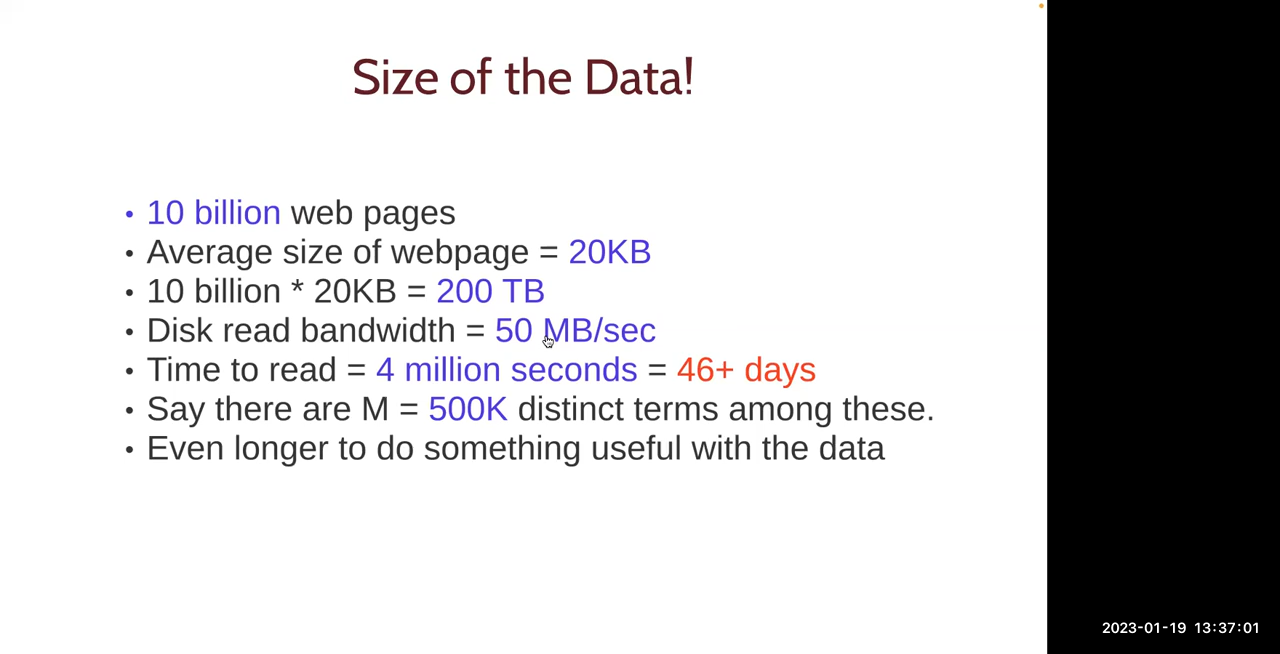 Size of the Data!
• 10 billion web pages
• Average size of webpage = 20KB
• 10 billion * 20KB = 200 TB
• Disk read bandwidth = 50 MB/sec
• Time to read = 4 million seconds = 46+ days
• Say there are M = 500K distinct terms among these.
• Even longer to do something useful with the data
2023-01-19 13:37:01